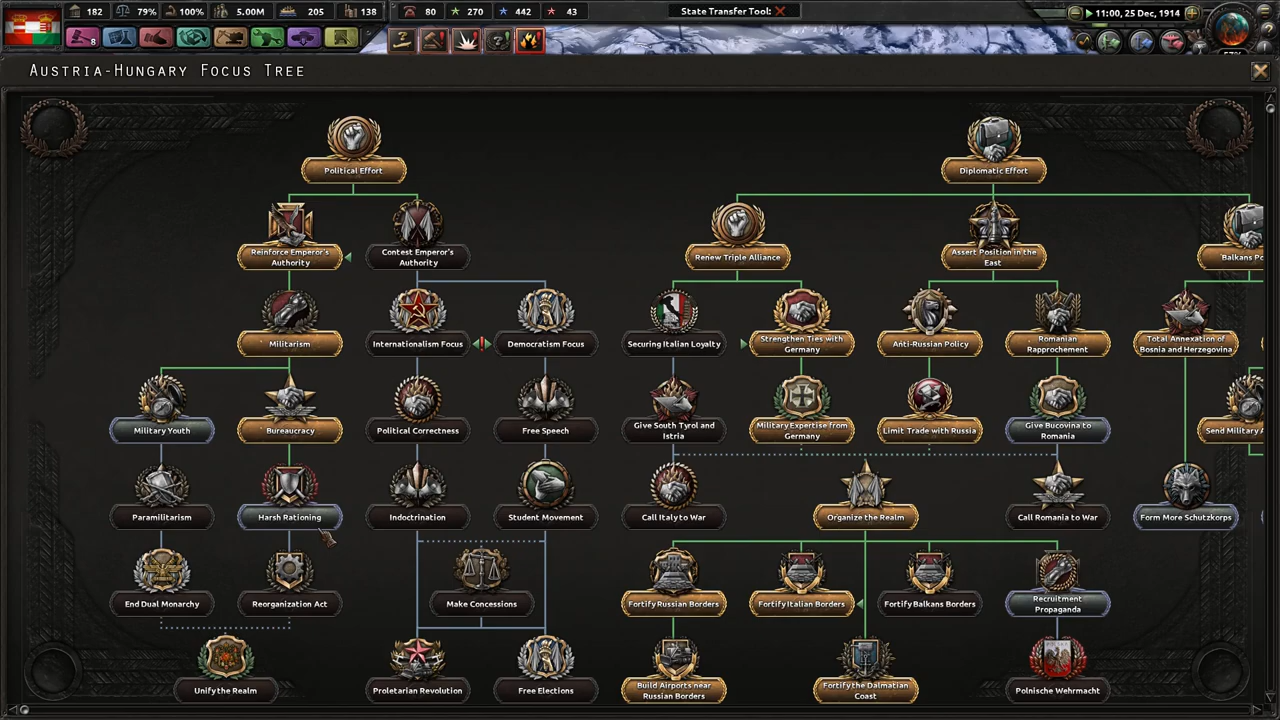 182 79% 100% 5.00M 205 138 80 270 442 43 State Transfer Tool: 11:00, 25 Dec, 1914
8
Austria-Hungary Focus Tree
Political Effort
Diplomatic Effort
Reinforce Emperor's
Authority
Contest Emperor's
Authority
Renew Triple Alliance
Assert Position in the
East
Balkans Po
Militarism
Internationalism Focus
Democratism Focus
Securing Italian Loyalty
Strengthen Ties with
Germany
Anti-Russian Policy
Romanian
Rapprochement
Total Annexation of
Bosnia and Herzegovina
Military Youth
Bureaucracy
Political Correctness
Free Speech
Give South Tyrol and
Istria
Military Expertise from
Germany
Limit Trade with Russia
Give Bucovina to
Romania
Send Military A
Paramilitarism
Harsh Rationing
Indoctrination
Student Movement
Call Italy to War
Organize the Realm
Call Romania to War
Form More Schutzkorps
End Dual Monarchy
Reorganization Act
Make Concessions
Fortify Russian Borders
Fortify Italian Borders
Fortify Balkans Borders
Recruitment
Propaganda
POLSKA
Unify the Realm
Proletarian Revolution
Free Elections
Build Airports near
Russian Borders
Fortify the Dalmatian
Coast
Polnische Wehrmacht